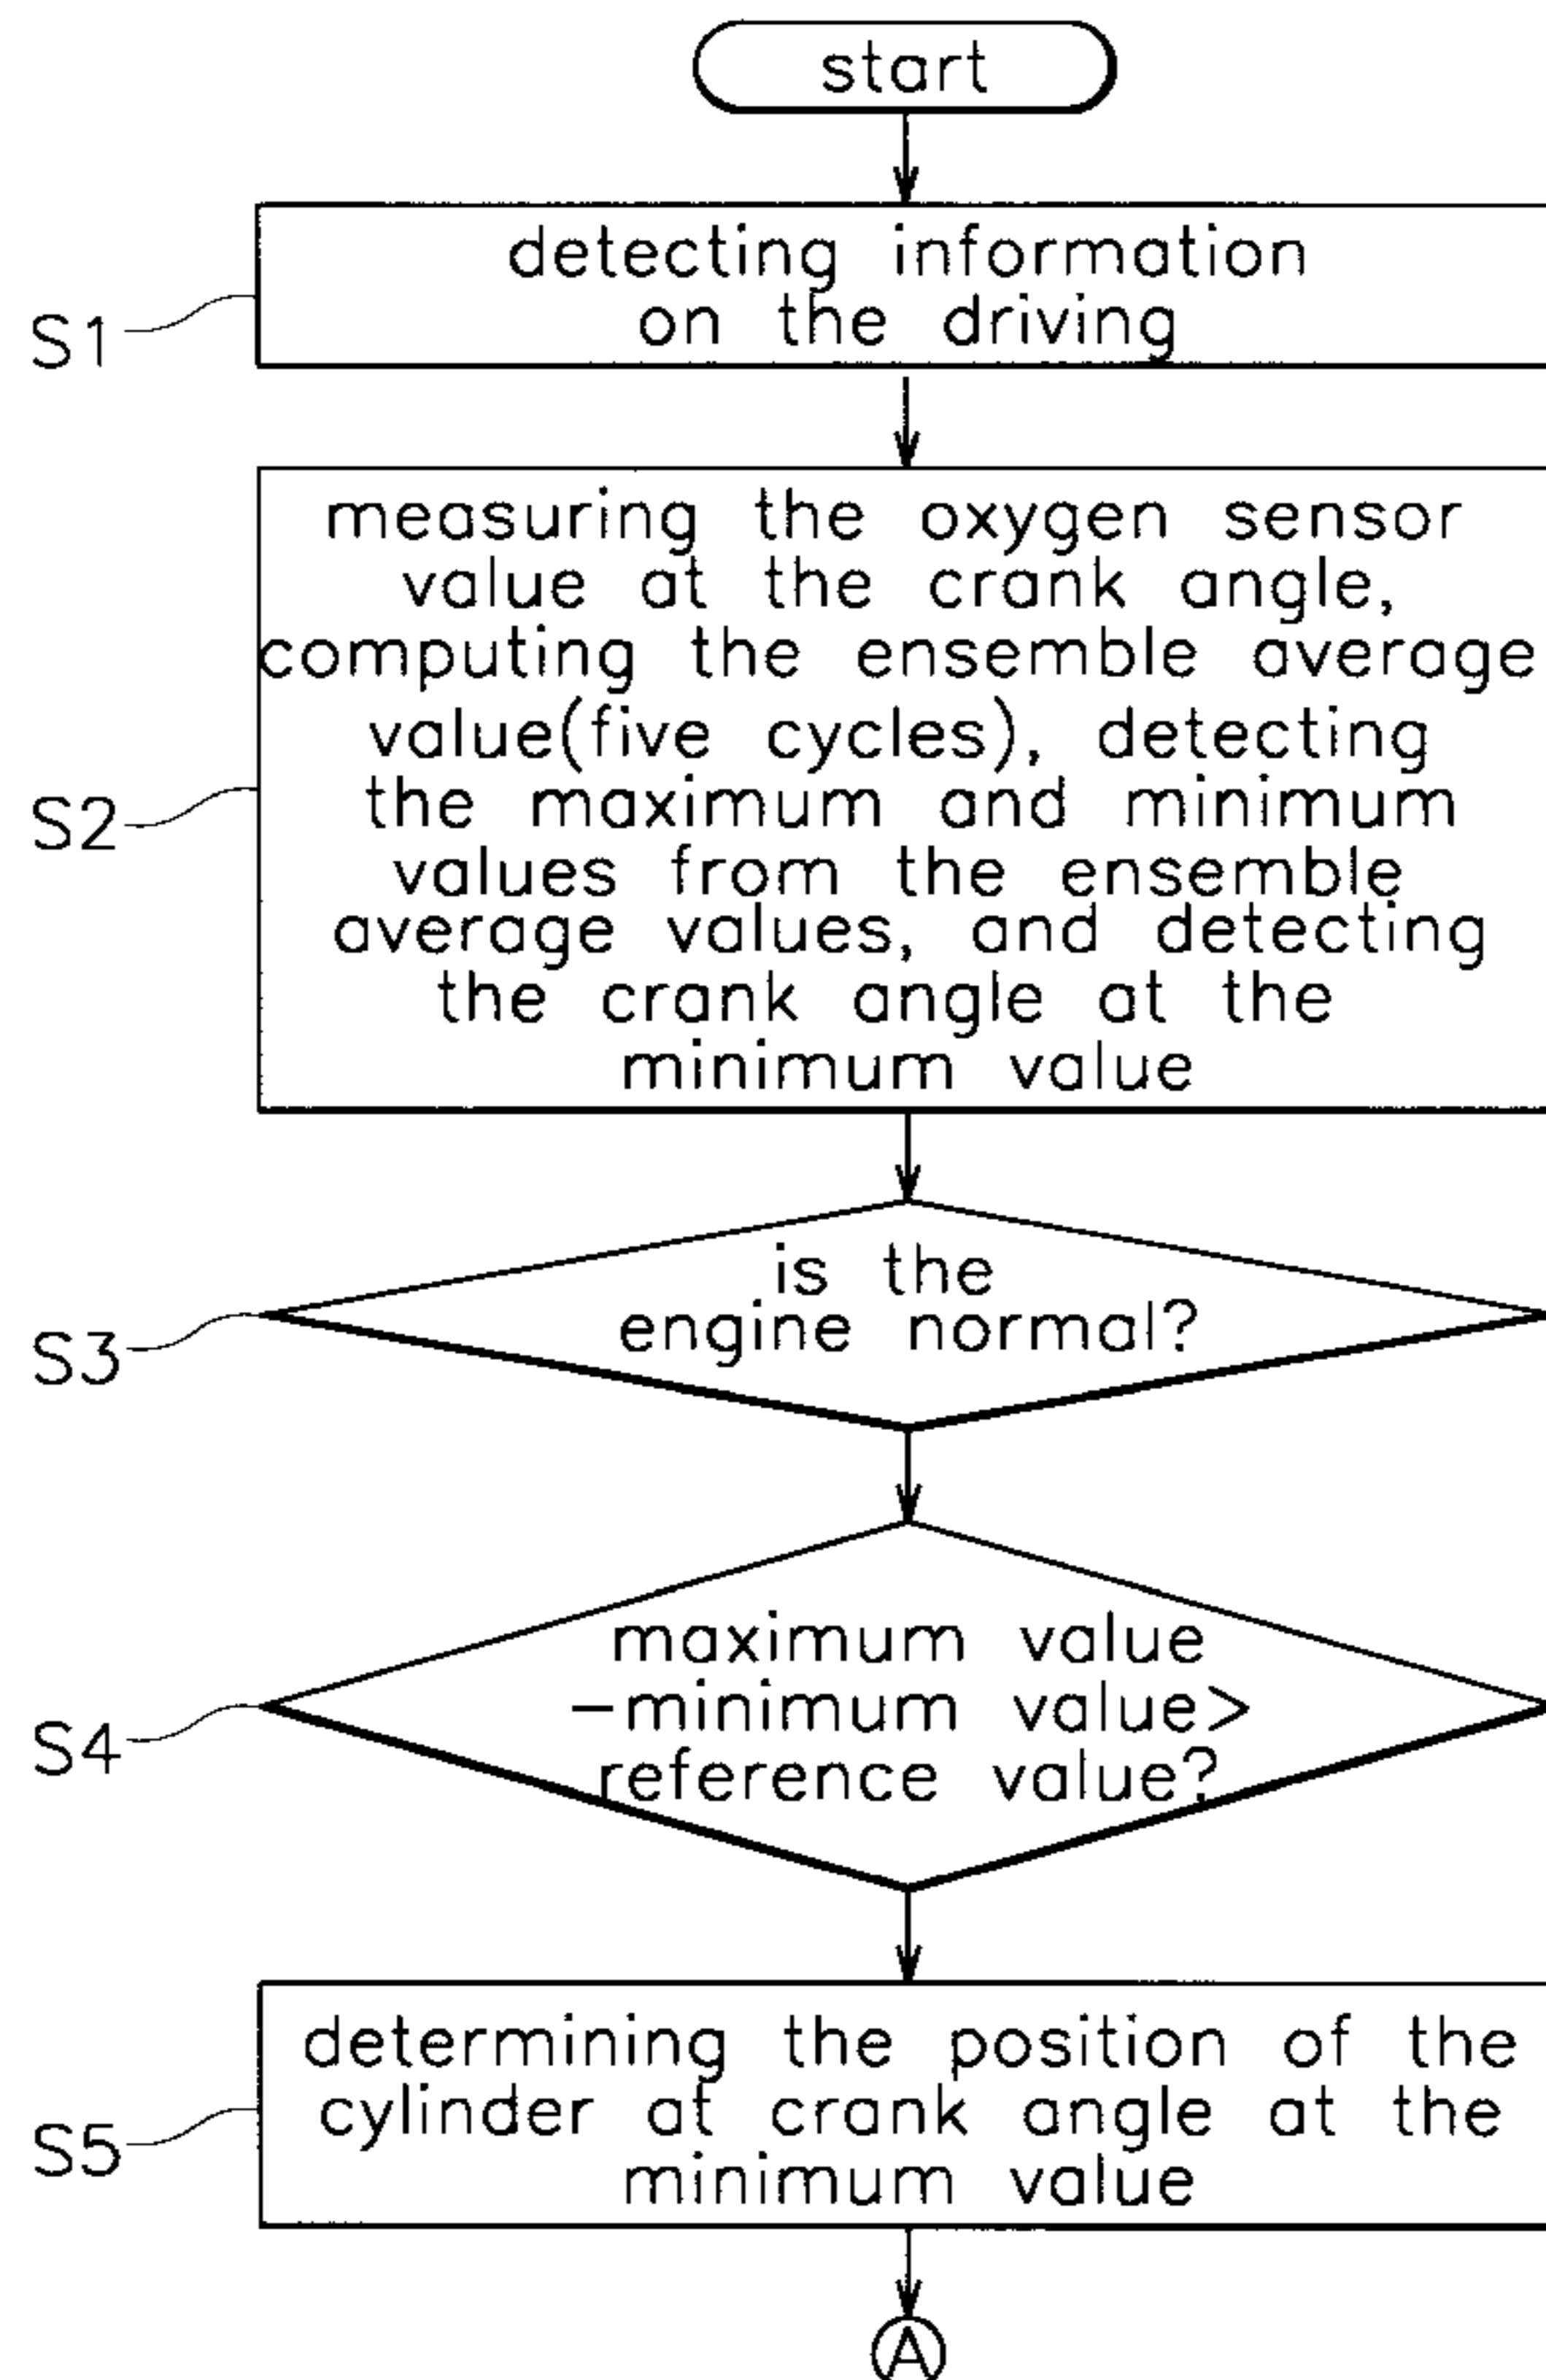 start
S1
detecting information
on the driving
S2
measuring the oxygen sensor
value at the crank angle,
computing the ensemble average
value(five cycles), detecting
the maximum and minimum
values from the ensemble
average values, and detecting
the crank angle at the
minimum value
S3
is the
engine normal?
S4
maximum value
-minimum value>
reference value?
S5
determining the position of the
cylinder at crank angle at the
minimum value
A